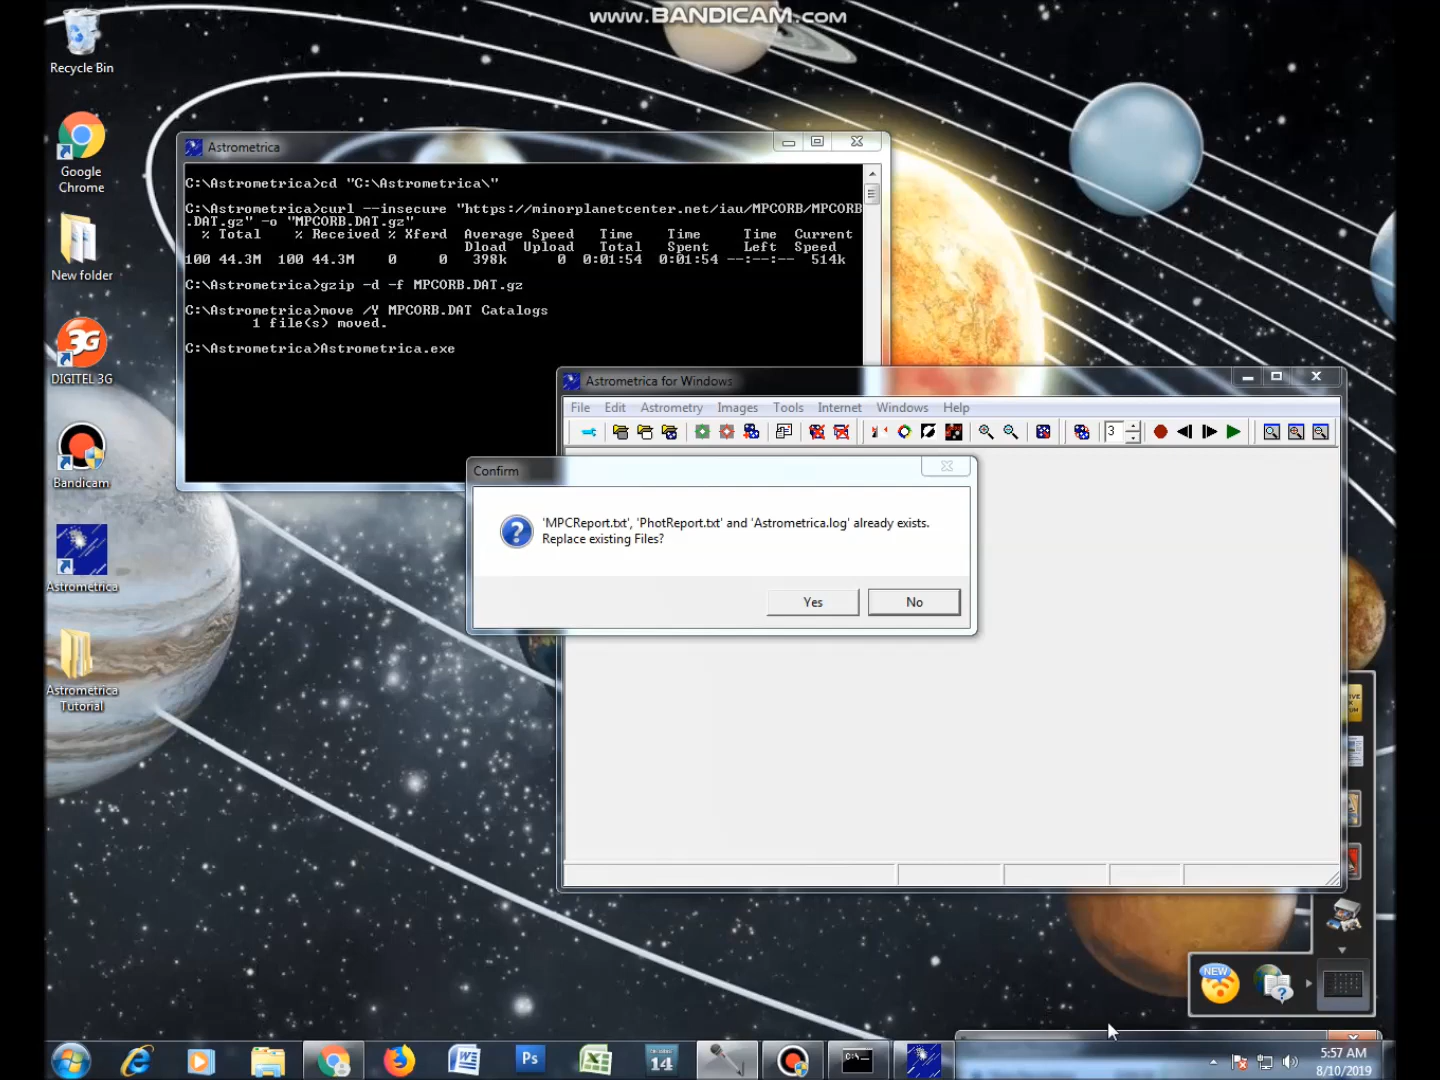 www.BANDICAM.com
Recycle Bin
Google
Chrome
New folder
3G
DIGITEL 3G
Bandicam
Astrometrica
Astrometrica
Tutorial
Astrometrica
C:\Astrometrica>cd "C:\Astrometrica\"
C:\Astrometrica>curl --insecure "https://minorplanetcenter.net/iau/MPCORB/MPCORB
.DAT.gz" -o "MPCORB.DAT.gz"
% Total % Received % Xferd Average Speed Time Time Time Current
Dload Upload Total Spent Left Speed
100 44.3M 100 44.3M 0 0 398k 0 0:01:54 0:01:54 --:--:-- 514k
C:\Astrometrica>gzip -d -f MPCORB.DAT.gz
C:\Astrometrica>move /Y MPCORB.DAT Catalogs
1 file(s) moved.
C:\Astrometrica>Astrometrica.exe
Astrometrica for Windows
File Edit Astrometry Images Tools Internet Windows Help
3
Confirm
'MPCReport.txt', 'PhotReport.txt' and 'Astrometrica.log' already exists.
Replace existing Files?
Yes No
NEW
W Ps 14
C:\
5:57 AM
8/10/2019